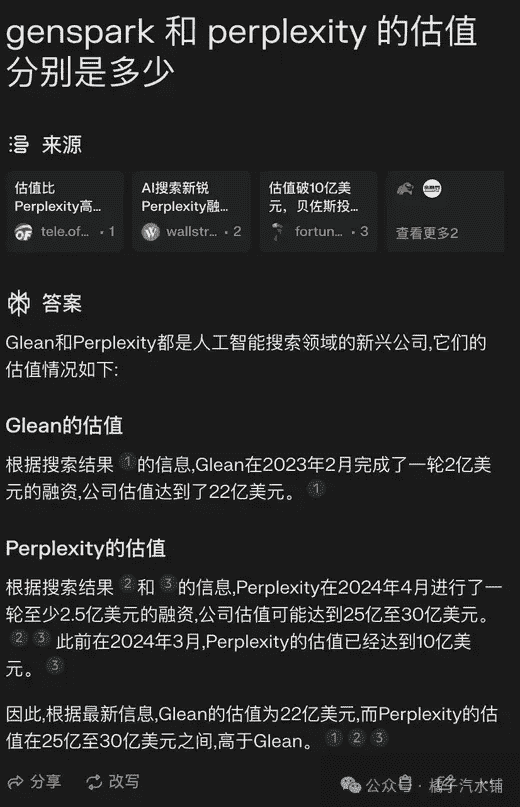 genspark 和 perplexity 的估值
分别是多少
来源
估值比
Perplexity高...
tele.of... · 1
AI搜索新锐
Perplexity融...
wallstr... · 2
估值破10亿美
元，贝佐斯投...
fortun... · 3
查看更多2
答案
Glean和Perplexity都是人工智能搜索领域的新兴公司,它们的
估值情况如下:
Glean的估值
根据搜索结果 1 的信息,Glean在2023年2月完成了一轮2亿美
元的融资,公司估值达到了22亿美元。 1
Perplexity的估值
根据搜索结果 2 和 3 的信息,Perplexity在2024年4月进行了一
轮至少2.5亿美元的融资,公司估值可能达到25亿至30亿美元。
2 3 此前在2024年3月,Perplexity的估值已经达到10亿美
元。 3
因此,根据最新信息,Glean的估值为22亿美元,而Perplexity的估
值在25亿至30亿美元之间,高于Glean。 1 2 3
分享 改写
公众号 · 橘子汽水铺